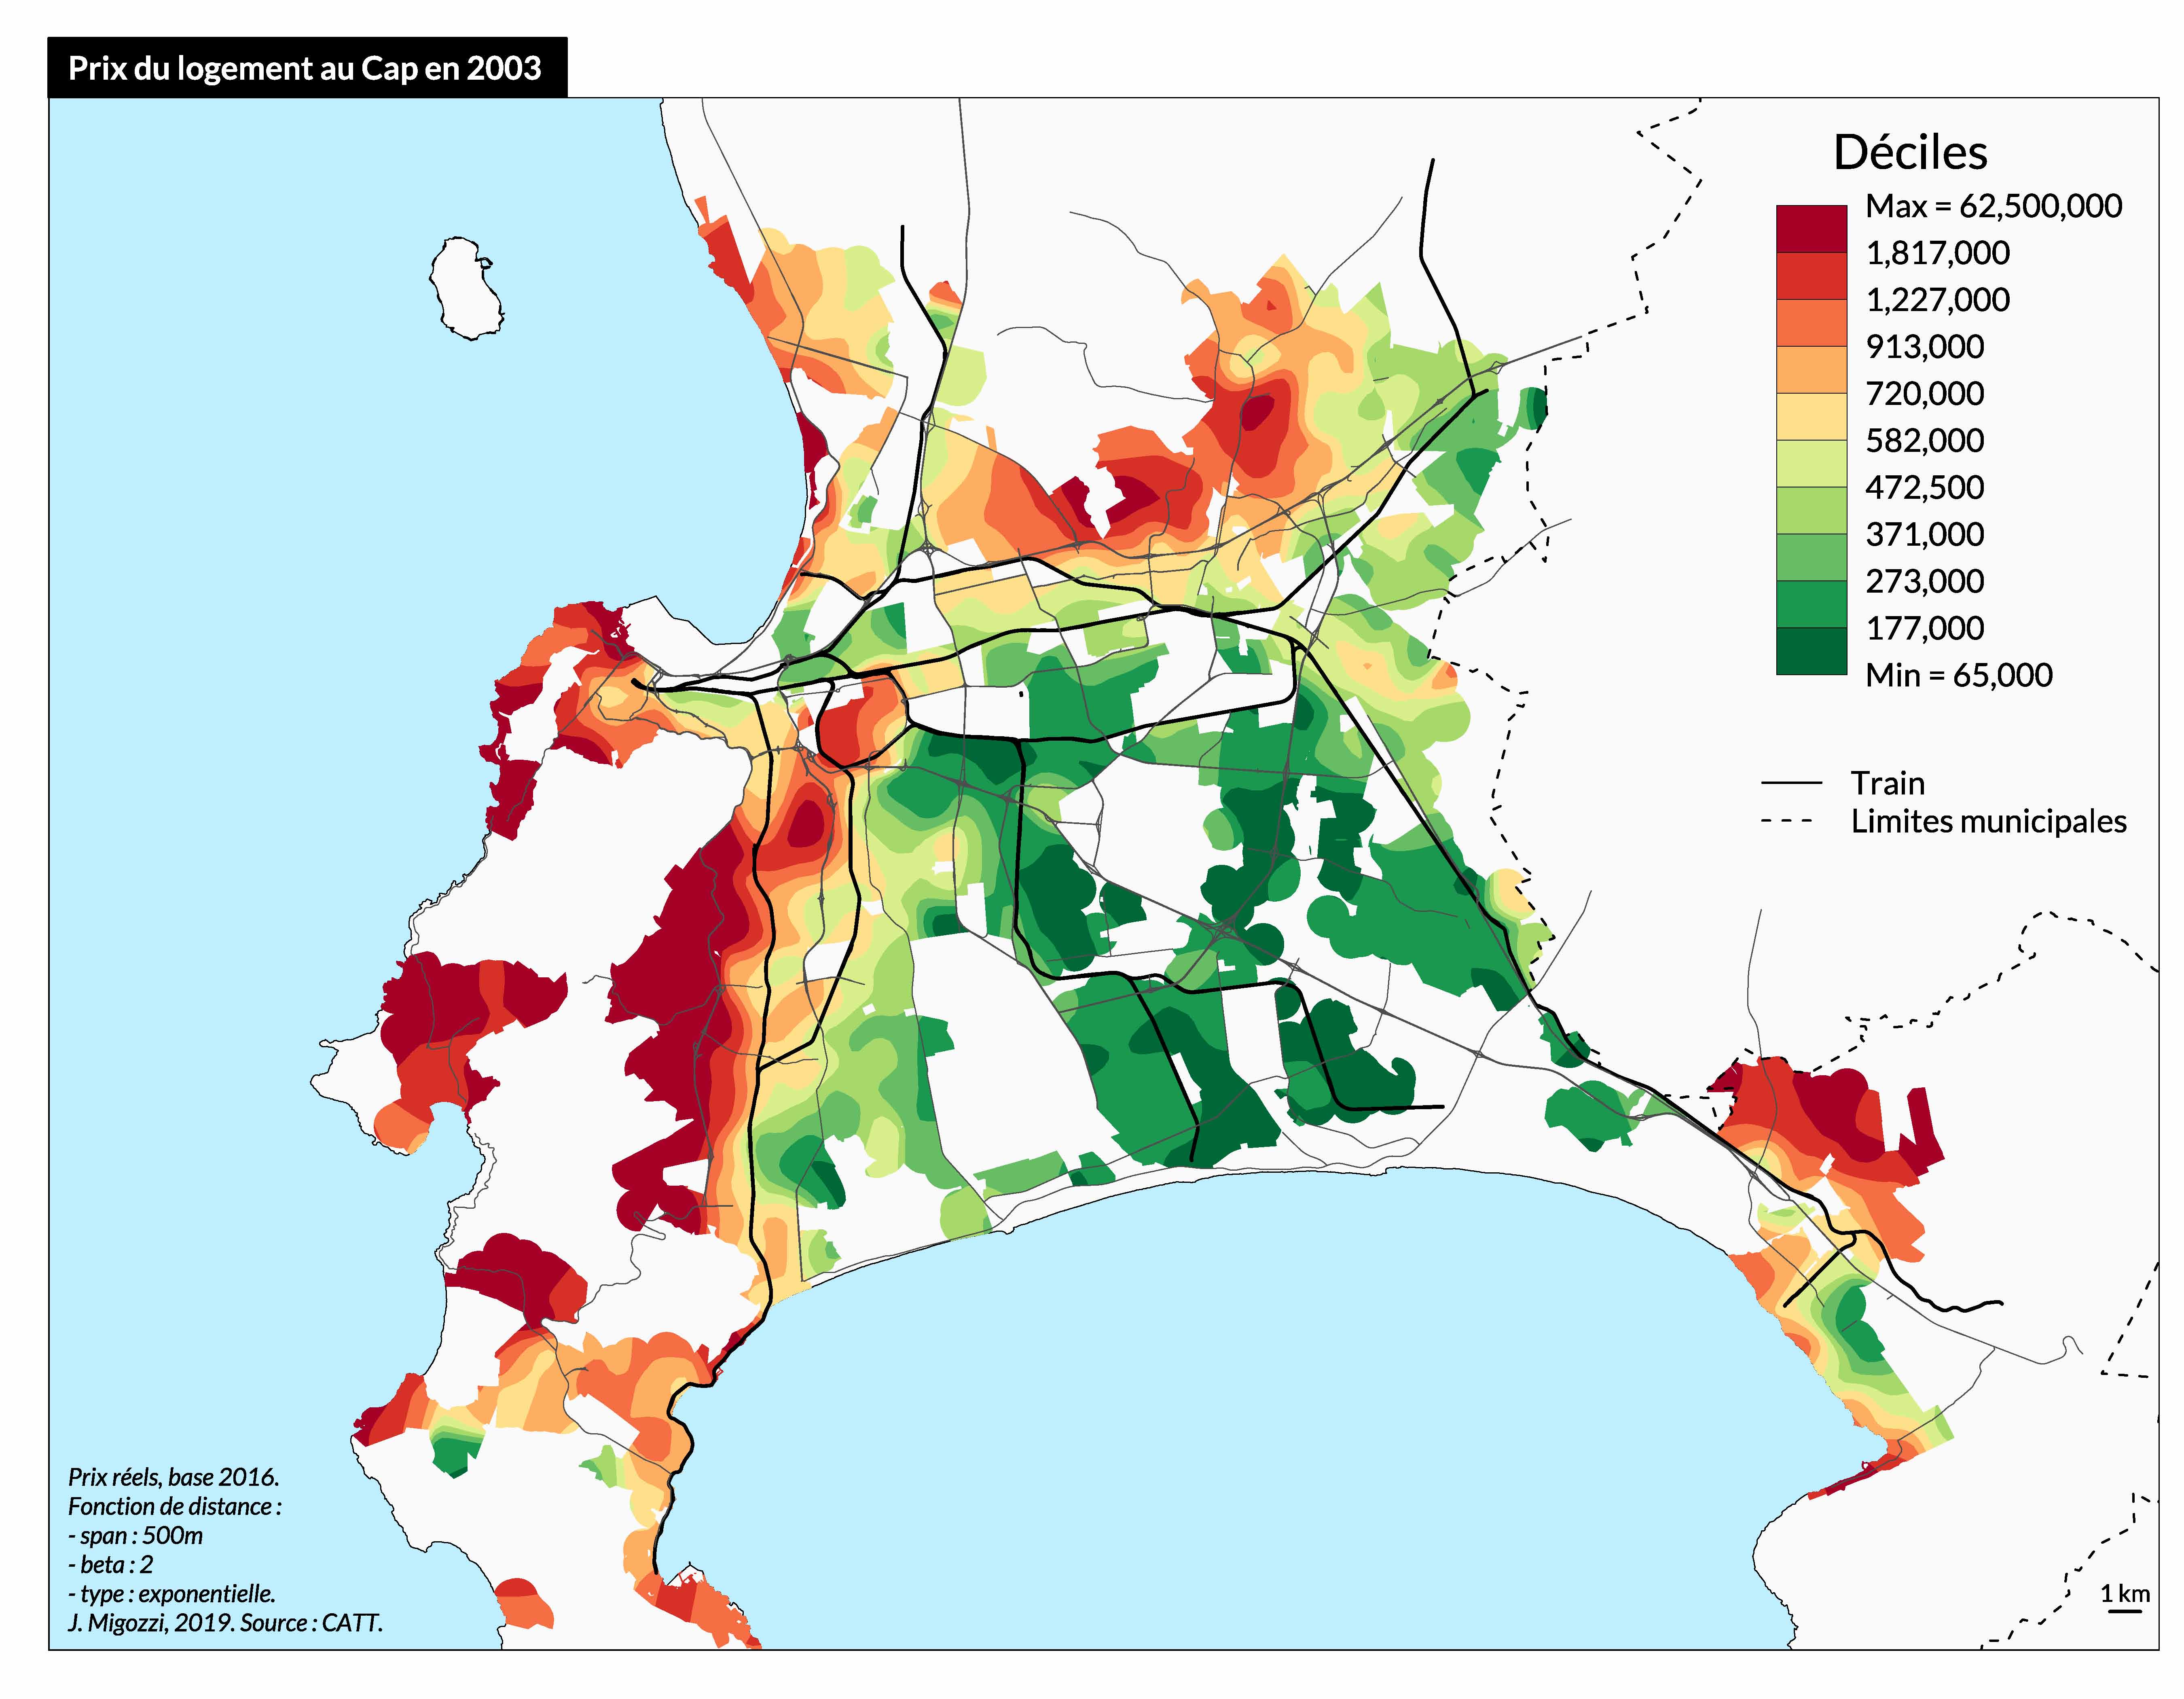 Prix du logement au Cap en 2003
Déciles
Max = 62,500,000
1,817,000
1,227,000
913,000
720,000
582,000
472,500
371,000
273,000
177,000
Min = 65,000
Train
Limites municipales
Prix réels, base 2016.
Fonction de distance :
- span : 500m
- beta : 2
- type : exponentielle.
J. Migozzi, 2019. Source : CATT.
1 km